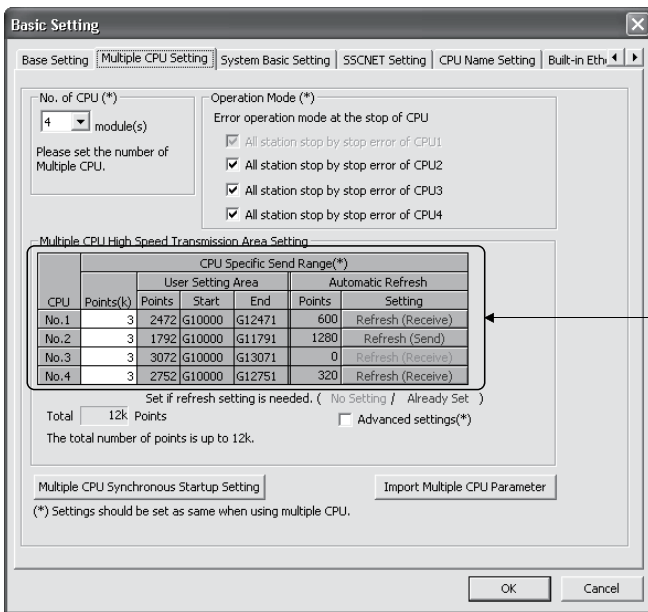 Basic Setting
Base Setting Multiple CPU Setting System Basic Setting SSCNET Setting CPU Name Setting Built-in Eth
No. of CPU (*)
4 module(s)
Please set the number of
Multiple CPU.
Operation Mode (*)
Error operation mode at the stop of CPU
All station stop by stop error of CPU1
All station stop by stop error of CPU2
All station stop by stop error of CPU3
All station stop by stop error of CPU4
Multiple CPU High Speed Transmission Area Setting
CPU Specific Send Range(*)
User Setting Area Automatic Refresh
CPU Points(k) Points Start End Points Setting
No.1 3 2472 G10000 G12471 600 Refresh (Receive)
No.2 3 1792 G10000 G11791 1280 Refresh (Send)
No.3 3 3072 G10000 G13071 0 Refresh (Receive)
No.4 3 2752 G10000 G12751 320 Refresh (Receive)
Set if refresh setting is needed. ( No Setting / Already Set )
Total 12k Points
Advanced settings(*)
The total number of points is up to 12k.
Multiple CPU Synchronous Startup Setting Import Multiple CPU Parameter
(*) Settings should be set as same when using multiple CPU.
OK Cancel